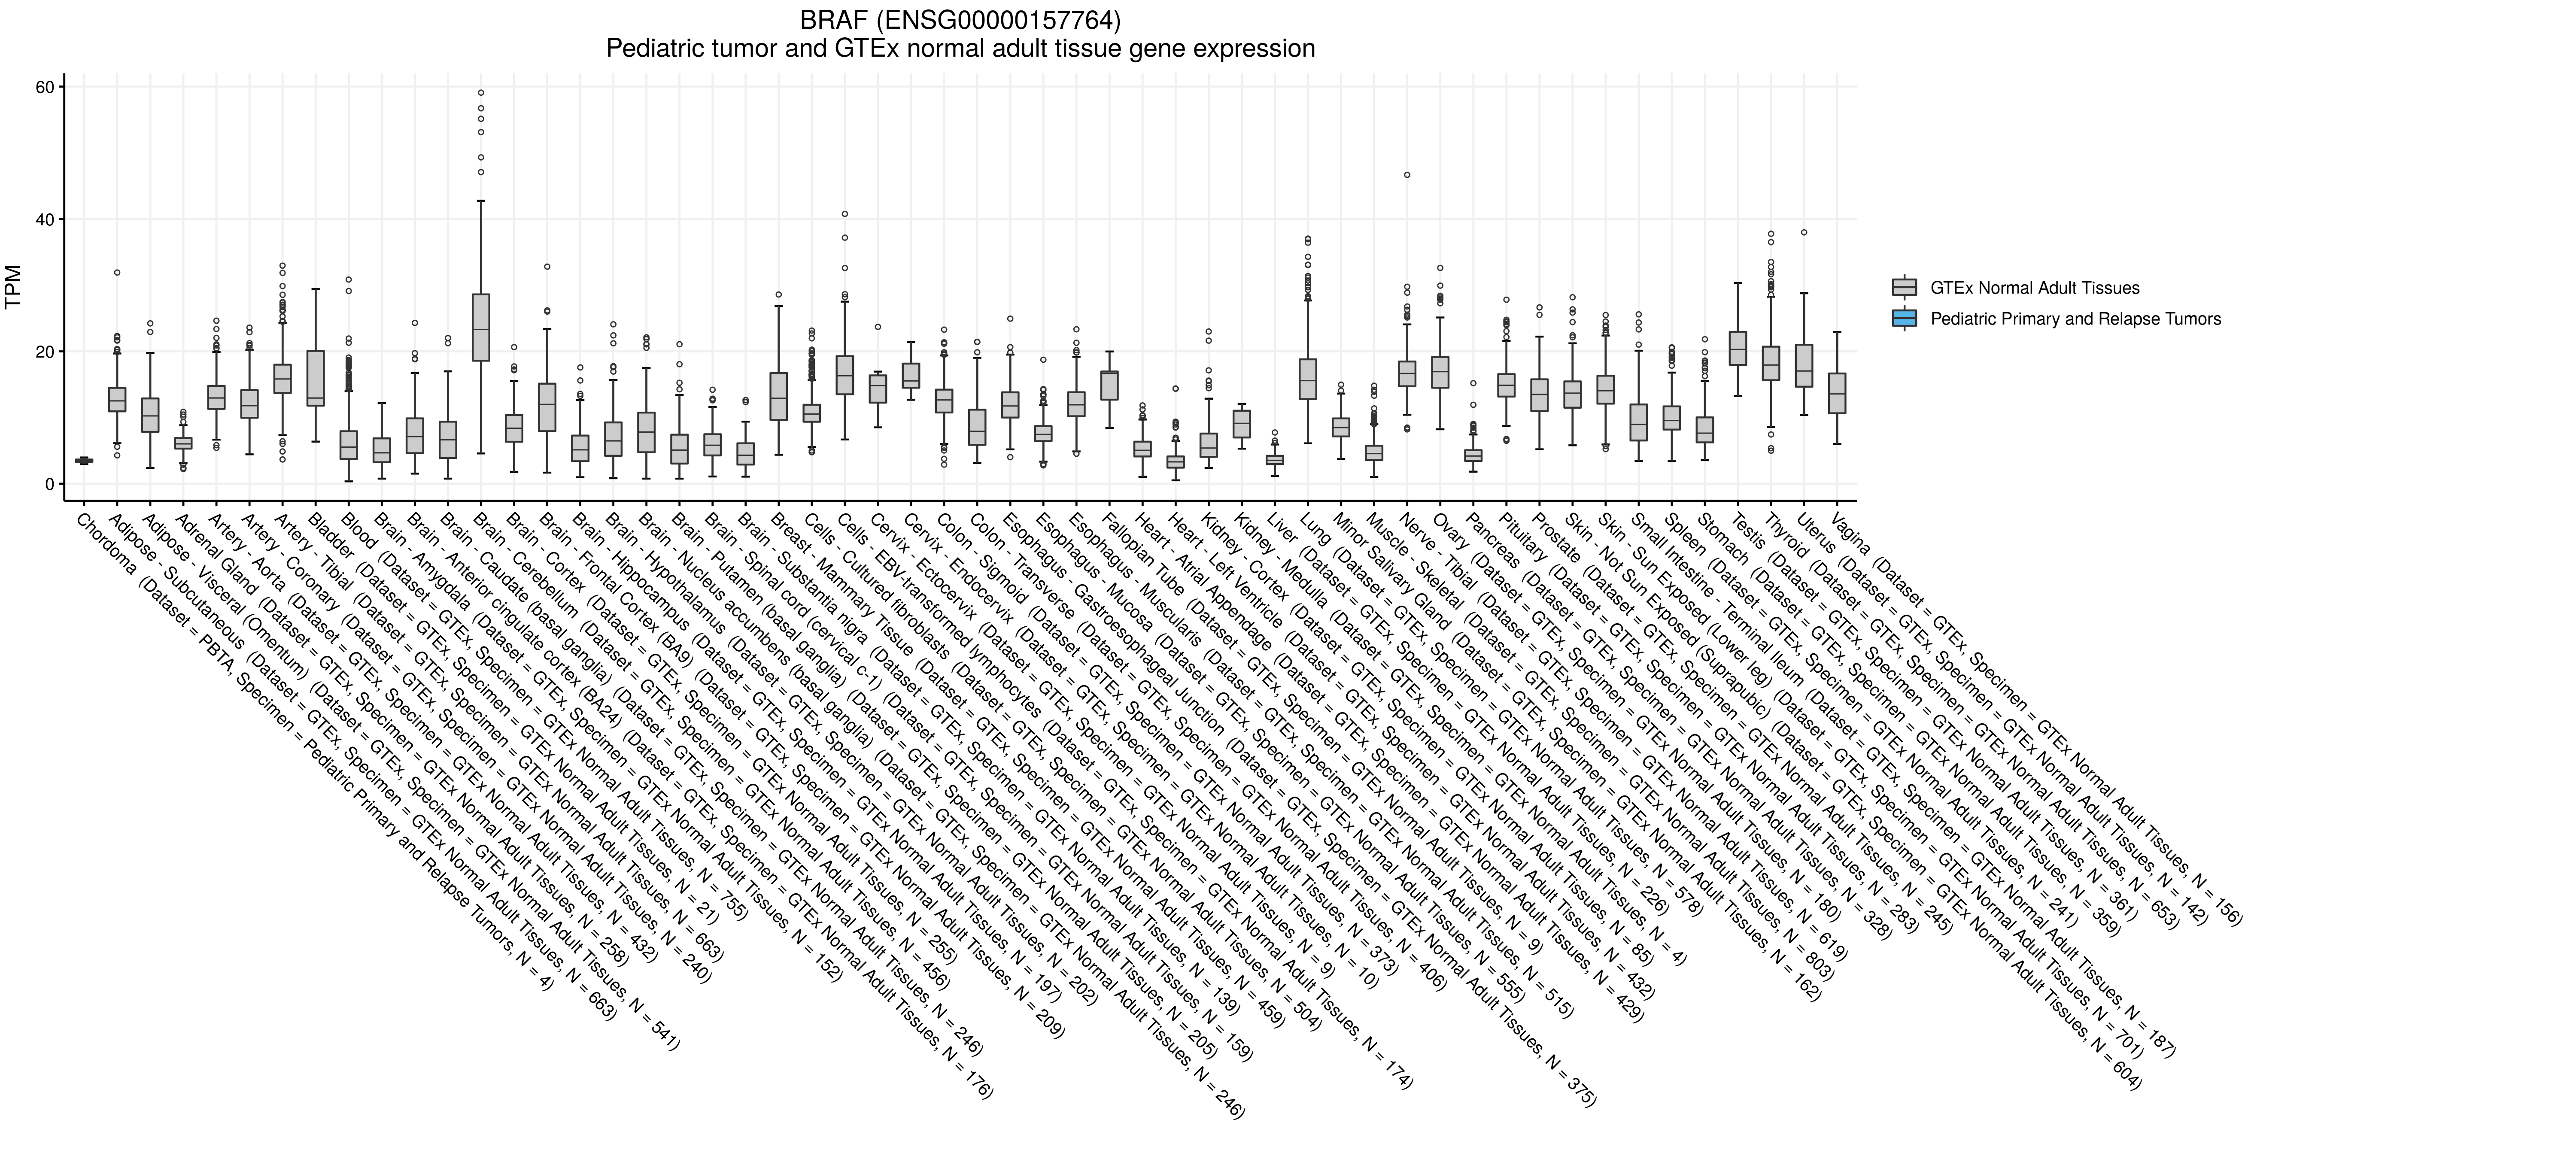 BRAF (ENSG00000157764)
Pediatric tumor and GTEx normal adult tissue gene expression
TPM
60
40
20
0
GTEx Normal Adult Tissues
Pediatric Primary and Relapse Tumors
Chordoma (Dataset = PBTA, Specimen = Pediatric Primary and Relapse Tumors, N = 4)
Adipose - Subcutaneous (Dataset = GTEx, Specimen = GTEx Normal Adult Tissues, N = 663)
Adipose - Visceral (Omentum) (Dataset = GTEx, Specimen = GTEx Normal Adult Tissues, N = 541)
Adrenal Gland (Dataset = GTEx, Specimen = GTEx Normal Adult Tissues, N = 258)
Artery - Aorta (Dataset = GTEx, Specimen = GTEx Normal Adult Tissues, N = 432)
Artery - Coronary (Dataset = GTEx, Specimen = GTEx Normal Adult Tissues, N = 240)
Artery - Tibial (Dataset = GTEx, Specimen = GTEx Normal Adult Tissues, N = 663)
Bladder (Dataset = GTEx, Specimen = GTEx Normal Adult Tissues, N = 21)
Blood (Dataset = GTEx, Specimen = GTEx Normal Adult Tissues, N = 755)
Brain - Amygdala (Dataset = GTEx, Specimen = GTEx Normal Adult Tissues, N = 152)
Brain - Anterior cingulate cortex (BA24) (Dataset = GTEx, Specimen = GTEx Normal Adult Tissues, N = 176)
Brain - Caudate (basal ganglia) (Dataset = GTEx, Specimen = GTEx Normal Adult Tissues, N = 246)
Brain - Cerebellum (Dataset = GTEx, Specimen = GTEx Normal Adult Tissues, N = 456)
Brain - Cortex (Dataset = GTEx, Specimen = GTEx Normal Adult Tissues, N = 255)
Brain - Frontal Cortex (BA9) (Dataset = GTEx, Specimen = GTEx Normal Adult Tissues, N = 209)
Brain - Hippocampus (Dataset = GTEx, Specimen = GTEx Normal Adult Tissues, N = 197)
Brain - Hypothalamus (Dataset = GTEx, Specimen = GTEx Normal Adult Tissues, N = 202)
Brain - Nucleus accumbens (basal ganglia) (Dataset = GTEx, Specimen = GTEx Normal Adult Tissues, N = 246)
Brain - Putamen (basal ganglia) (Dataset = GTEx, Specimen = GTEx Normal Adult Tissues, N = 205)
Brain - Spinal cord (cervical c-1) (Dataset = GTEx, Specimen = GTEx Normal Adult Tissues, N = 159)
Brain - Substantia nigra (Dataset = GTEx, Specimen = GTEx Normal Adult Tissues, N = 139)
Breast - Mammary Tissue (Dataset = GTEx, Specimen = GTEx Normal Adult Tissues, N = 459)
Cells - Cultured fibroblasts (Dataset = GTEx, Specimen = GTEx Normal Adult Tissues, N = 504)
Cells - EBV-transformed lymphocytes (Dataset = GTEx, Specimen = GTEx Normal Adult Tissues, N = 174)
Cervix - Ectocervix (Dataset = GTEx, Specimen = GTEx Normal Adult Tissues, N = 9)
Cervix - Endocervix (Dataset = GTEx, Specimen = GTEx Normal Adult Tissues, N = 10)
Colon - Sigmoid (Dataset = GTEx, Specimen = GTEx Normal Adult Tissues, N = 373)
Colon - Transverse (Dataset = GTEx, Specimen = GTEx Normal Adult Tissues, N = 406)
Esophagus - Gastroesophageal Junction (Dataset = GTEx, Specimen = GTEx Normal Adult Tissues, N = 375)
Esophagus - Mucosa (Dataset = GTEx, Specimen = GTEx Normal Adult Tissues, N = 555)
Esophagus - Muscularis (Dataset = GTEx, Specimen = GTEx Normal Adult Tissues, N = 515)
Fallopian Tube (Dataset = GTEx, Specimen = GTEx Normal Adult Tissues, N = 9)
Heart - Atrial Appendage (Dataset = GTEx, Specimen = GTEx Normal Adult Tissues, N = 429)
Heart - Left Ventricle (Dataset = GTEx, Specimen = GTEx Normal Adult Tissues, N = 432)
Kidney - Cortex (Dataset = GTEx, Specimen = GTEx Normal Adult Tissues, N = 85)
Kidney - Medulla (Dataset = GTEx, Specimen = GTEx Normal Adult Tissues, N = 4)
Liver (Dataset = GTEx, Specimen = GTEx Normal Adult Tissues, N = 226)
Lung (Dataset = GTEx, Specimen = GTEx Normal Adult Tissues, N = 578)
Minor Salivary Gland (Dataset = GTEx, Specimen = GTEx Normal Adult Tissues, N = 162)
Muscle - Skeletal (Dataset = GTEx, Specimen = GTEx Normal Adult Tissues, N = 803)
Nerve - Tibial (Dataset = GTEx, Specimen = GTEx Normal Adult Tissues, N = 619)
Ovary (Dataset = GTEx, Specimen = GTEx Normal Adult Tissues, N = 180)
Pancreas (Dataset = GTEx, Specimen = GTEx Normal Adult Tissues, N = 328)
Pituitary (Dataset = GTEx, Specimen = GTEx Normal Adult Tissues, N = 283)
Prostate (Dataset = GTEx, Specimen = GTEx Normal Adult Tissues, N = 245)
Skin - Not Sun Exposed (Suprapubic) (Dataset = GTEx, Specimen = GTEx Normal Adult Tissues, N = 604)
Skin - Sun Exposed (Lower leg) (Dataset = GTEx, Specimen = GTEx Normal Adult Tissues, N = 701)
Small Intestine - Terminal Ileum (Dataset = GTEx, Specimen = GTEx Normal Adult Tissues, N = 187)
Spleen (Dataset = GTEx, Specimen = GTEx Normal Adult Tissues, N = 241)
Stomach (Dataset = GTEx, Specimen = GTEx Normal Adult Tissues, N = 359)
Testis (Dataset = GTEx, Specimen = GTEx Normal Adult Tissues, N = 361)
Thyroid (Dataset = GTEx, Specimen = GTEx Normal Adult Tissues, N = 653)
Uterus (Dataset = GTEx, Specimen = GTEx Normal Adult Tissues, N = 142)
Vagina (Dataset = GTEx, Specimen = GTEx Normal Adult Tissues, N = 156)